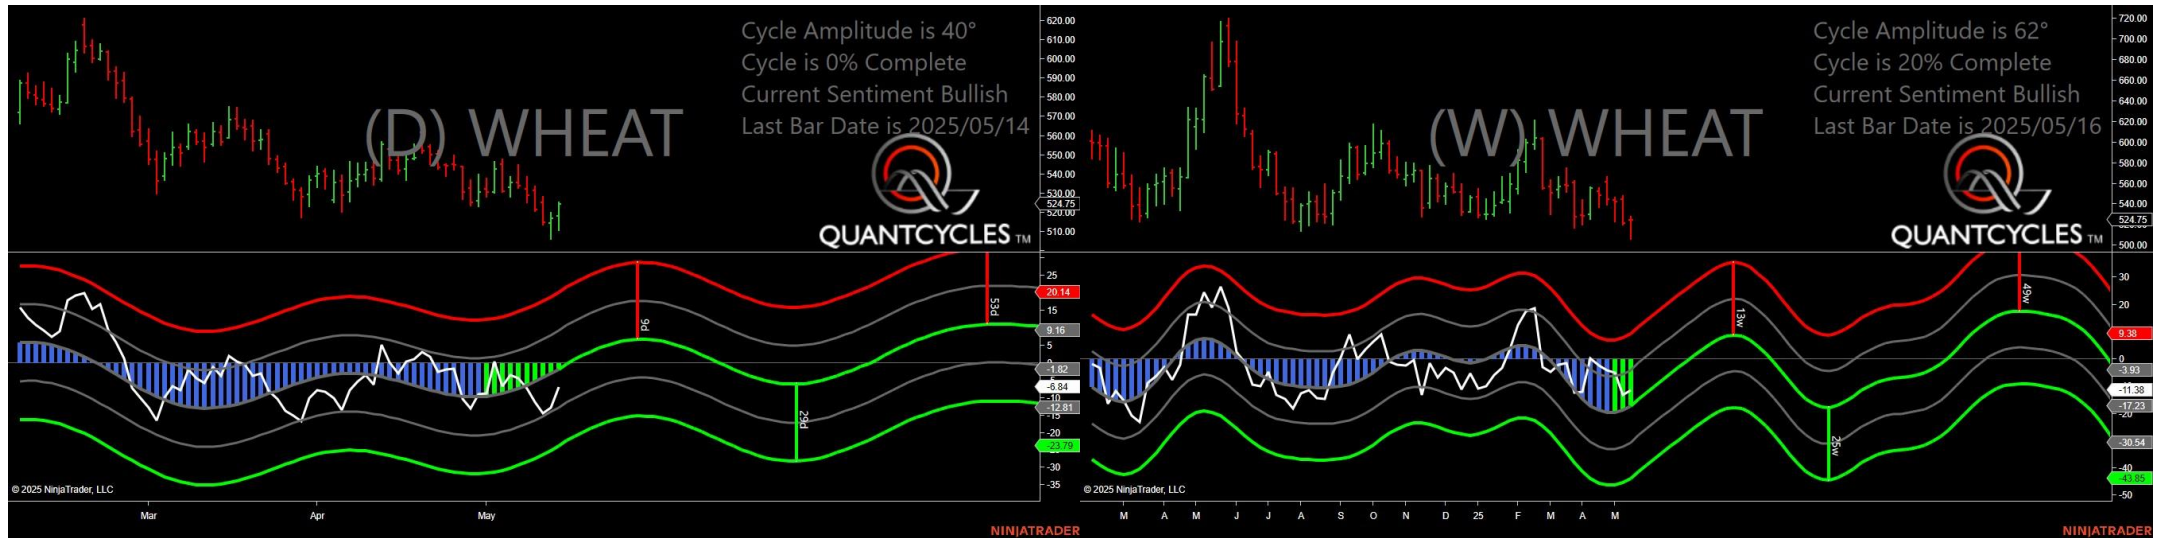 Cycle Amplitude is 40°
Cycle is 0% Complete
Current Sentiment Bullish
Last Bar Date is 2025/05/14
(D) WHEAT
QUANTCYCLES TM
620.00
610.00
600.00
590.00
580.00
570.00
560.00
550.00
540.00
530.00
524.75
520.00
510.00
9d
29d
53d
25
20.14
15
9.16
5
0
-1.82
-6.84
-10
-12.81
-15
-20
-23.79
-30
-35
© 2025 NinjaTrader, LLC
Mar Apr May
NINJATRADER
Cycle Amplitude is 62°
Cycle is 20% Complete
Current Sentiment Bullish
Last Bar Date is 2025/05/16
(W) WHEAT
QUANTCYCLES TM
720.00
700.00
680.00
660.00
640.00
620.00
600.00
580.00
560.00
540.00
524.75
500.00
13w
25w
49w
30
20
9.38
0
-3.93
-11.38
-17.23
-20
-30.54
-40
-43.85
-50
© 2025 NinjaTrader, LLC
M A M J J A S O N D 25 F M A M
NINJATRADER